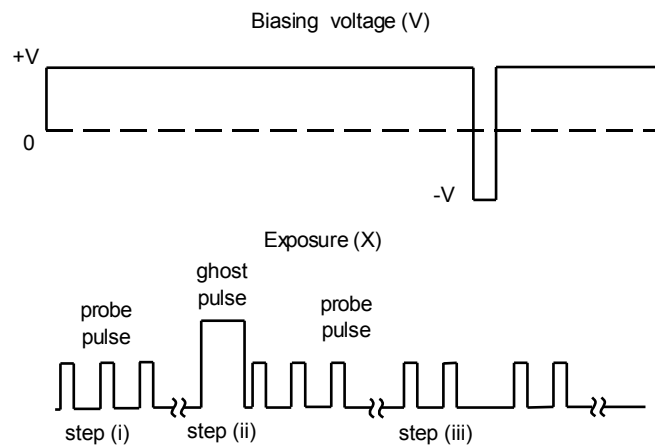 Biasing voltage (V)
+V
0
-V
Exposure (X)
ghost
pulse
probe
pulse
probe
pulse
step (i)
step (ii)
step (iii)